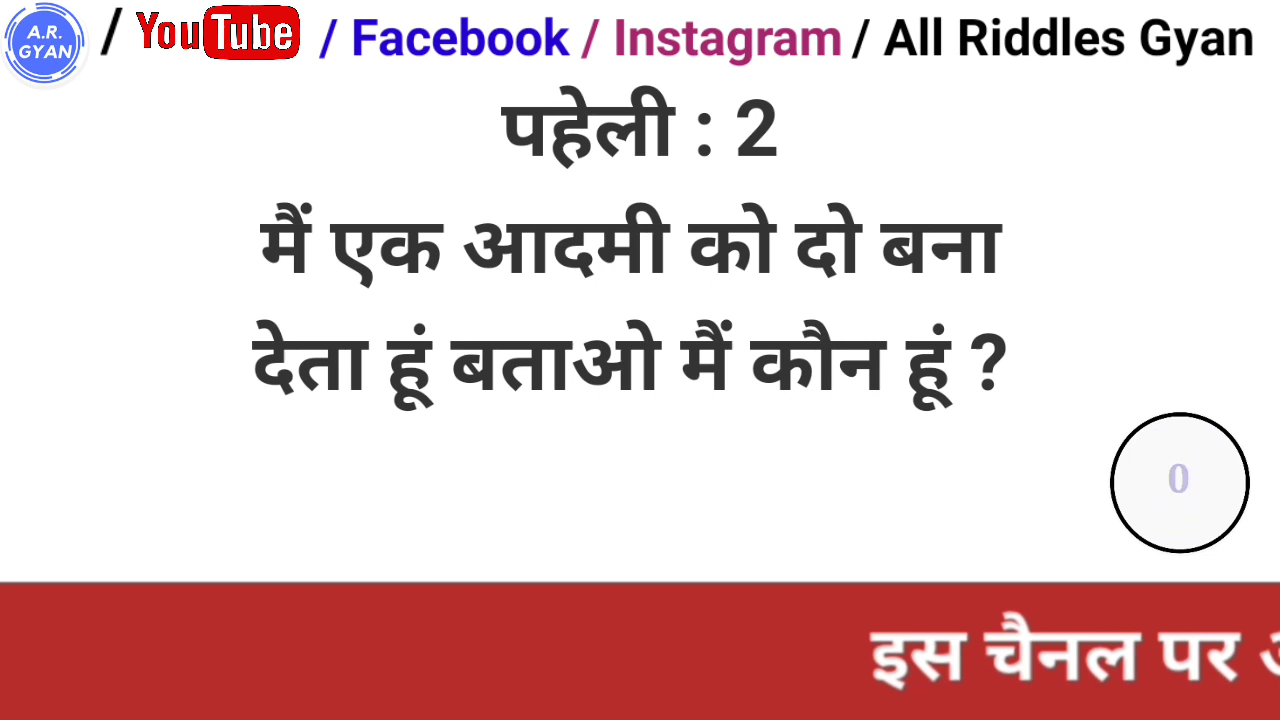 A.R. GYAN / YouTube / Facebook / Instagram / All Riddles Gyan
पहेली : 2
मैं एक आदमी को दो बना
देता हूं बताओ मैं कौन हूं ?
0
इस चैनल पर